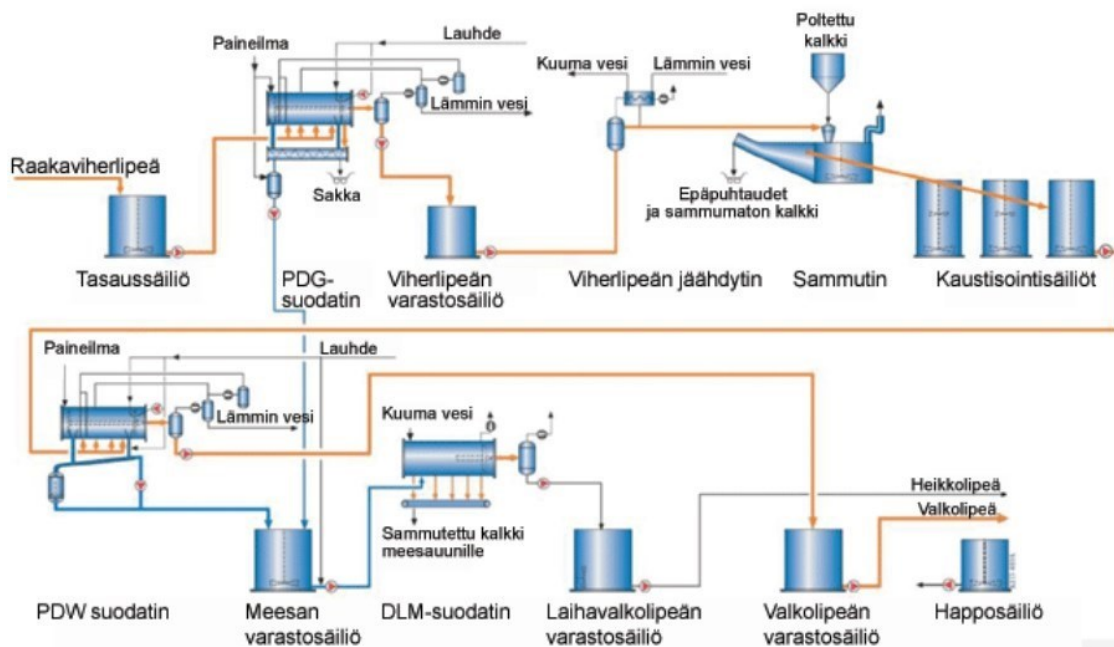 Poltettu
kalkki
Paineilma
Lauhde
Kuuma vesi
Lämmin vesi
Lämmin vesi
Raakaviherlipeä
Sakka
Epäpuhtaudet
ja sammumaton kalkki
Tasaussäiliö
PDG-
suodatin
Viherlipeän
varastosäiliö
Viherlipeän jäähdytin
Sammutin
Kaustisointisäiliöt
Paineilma
Lauhde
Lämmin vesi
Kuuma vesi
Heikkolipeä
Valkolipeä
Sammutettu kalkki
meesauunille
PDW suodatin
Meesan
varastosäiliö
DLM-suodatin
Laihavalkolipeän
varastosäiliö
Valkolipeän
varastosäiliö
Happosäiliö